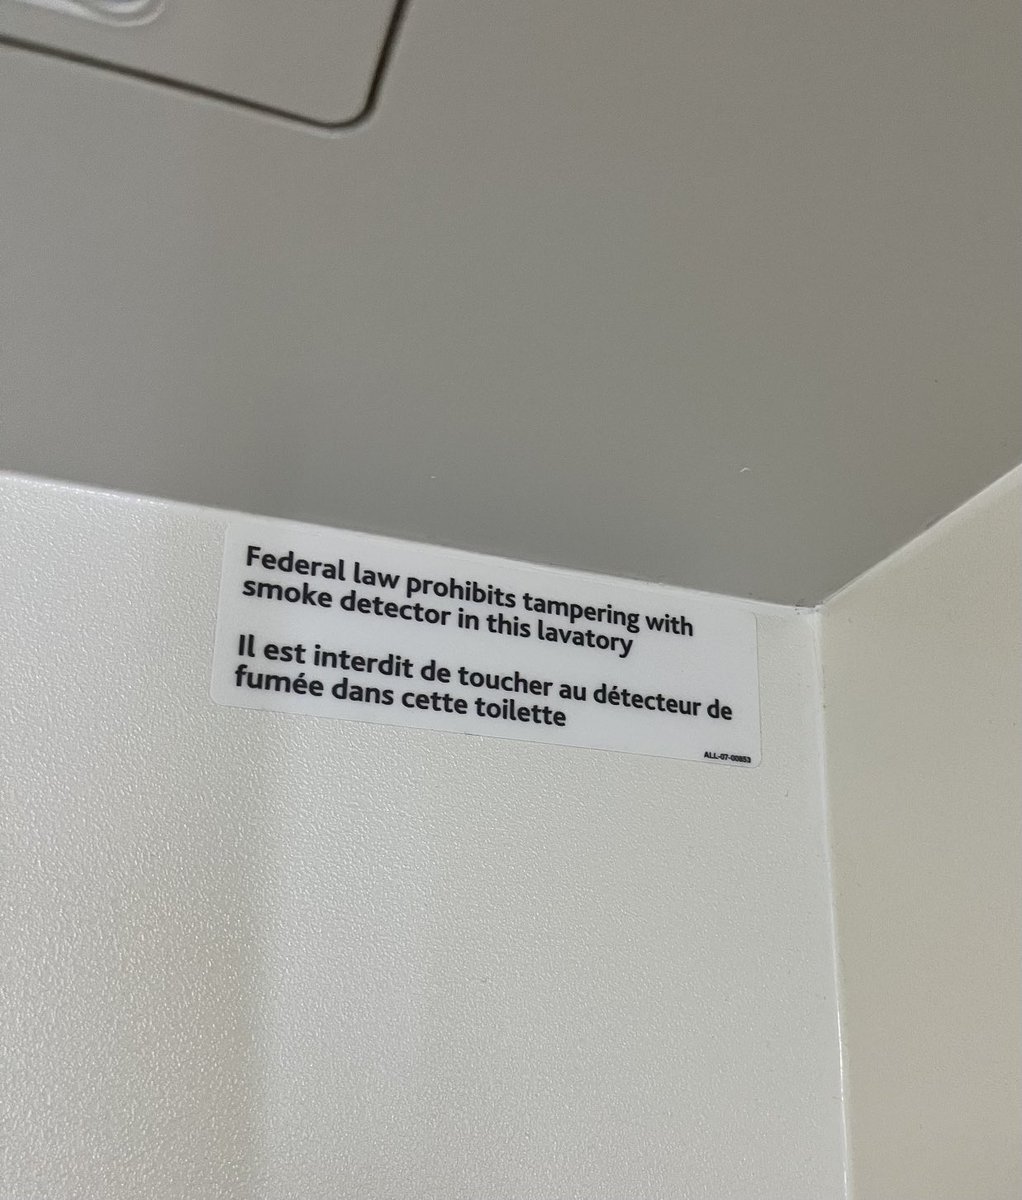 Federal law prohibits tampering with
smoke detector in this lavatory
Il est interdit de toucher au détecteur de
fumée dans cette toilette
ALL-07-00853